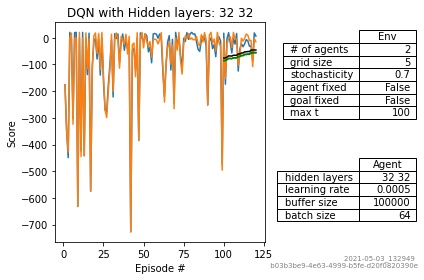 DQN with Hidden layers: 32 32
Score
0
−100
−200
−300
−400
−500
−600
−700
0 25 50 75 100 125
Episode #
Env
# of agents 2
grid size 5
stochasticity 0.7
agent fixed False
goal fixed False
max t 100
Agent
hidden layers 32 32
learning rate 0.0005
buffer size 100000
batch size 64
2021-05-03_132949
b03b3be9-4e63-4999-b5fe-d20f0820390e